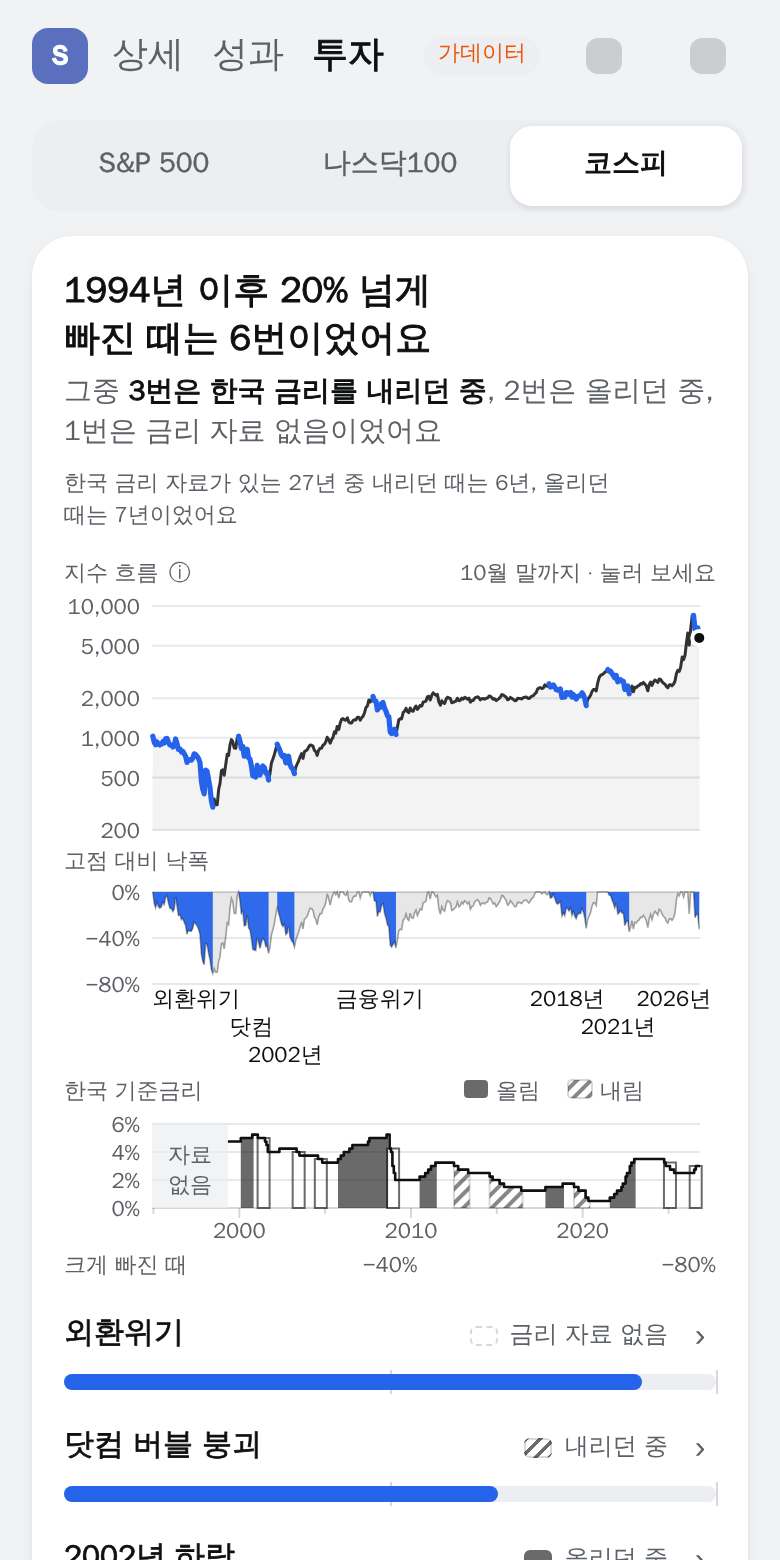 S 상세 성과 투자 가데이터
S&P 500 나스닥100 코스피
1994년 이후 20% 넘게
빠진 때는 6번이었어요
그중 3번은 한국 금리를 내리던 중, 2번은 올리던 중,
1번은 금리 자료 없음이었어요
한국 금리 자료가 있는 27년 중 내리던 때는 6년, 올리던
때는 7년이었어요
지수 흐름 ⓘ 10월 말까지 · 눌러 보세요
10,000
5,000
2,000
1,000
500
200
고점 대비 낙폭
0%
−40%
−80%
외환위기 금융위기 2018년 2026년
닷컴 2021년
2002년
한국 기준금리 올림 내림
6%
4%
2%
0%
자료
없음
2000 2010 2020
크게 빠진 때 −40% −80%
외환위기 금리 자료 없음 ›
닷컴 버블 붕괴 내리던 중 ›
2002년 하락 올리던 중 ›